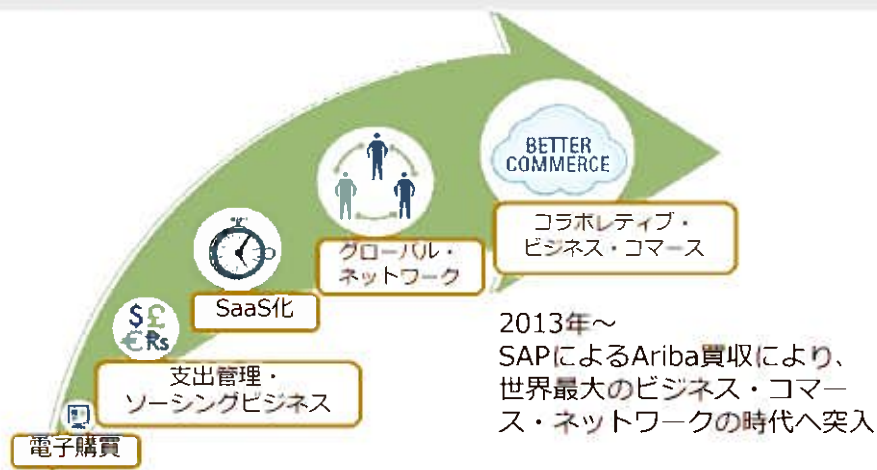 BETTER
COMMERCE
コラボレティブ・
ビジネス・コマース
グローバル・
ネットワーク
SaaS化
$£
€Rs
支出管理・
ソーシングビジネス
電子購買
2013年～
SAPによるAriba買収により、
世界最大のビジネス・コマー
ス・ネットワークの時代へ突入